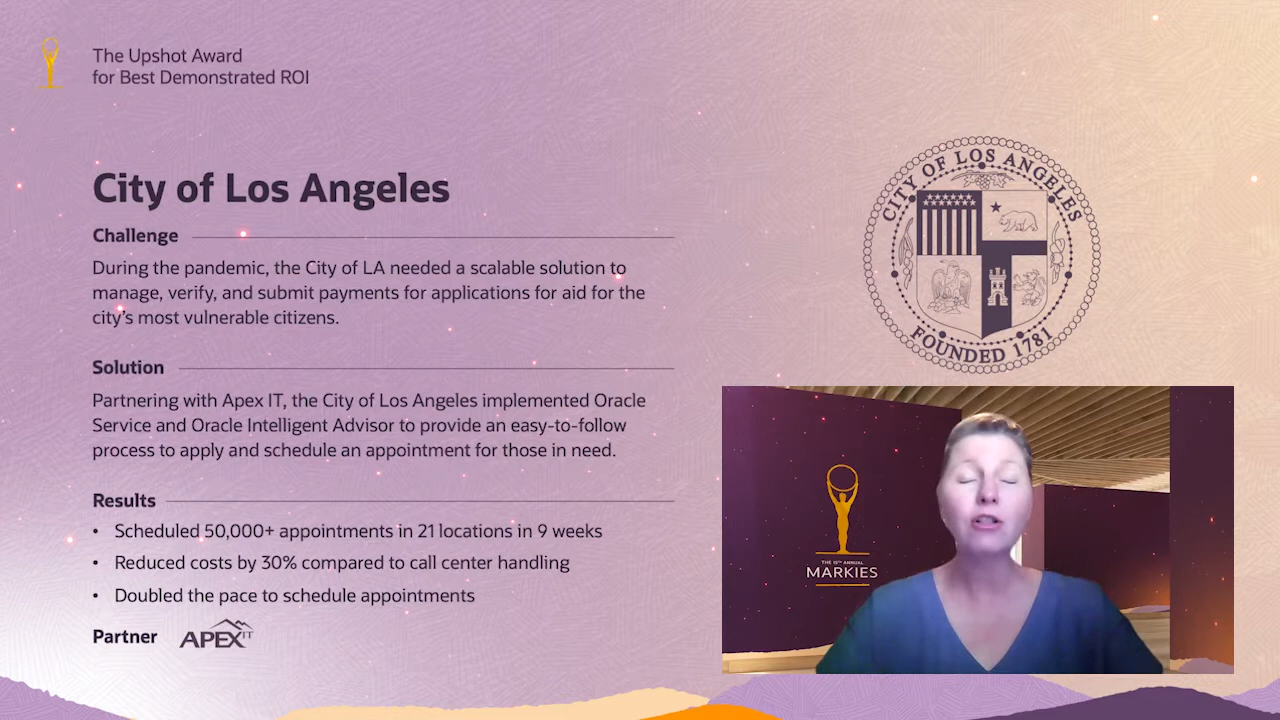 The Upshot Award
for Best Demonstrated ROI
City of Los Angeles
Challenge
During the pandemic, the City of LA needed a scalable solution to
manage, verify, and submit payments for applications for aid for the
city's most vulnerable citizens.
Solution
Partnering with Apex IT, the City of Los Angeles implemented Oracle
Service and Oracle Intelligent Advisor to provide an easy-to-follow
process to apply and schedule an appointment for those in need.
Results
• Scheduled 50,000+ appointments in 21 locations in 9 weeks
• Reduced costs by 30% compared to call center handling
• Doubled the pace to schedule appointments
Partner
APEX IT
CITY OF LOS ANGELES
FOUNDED 1781
THE 15TH ANNUAL
MARKIES